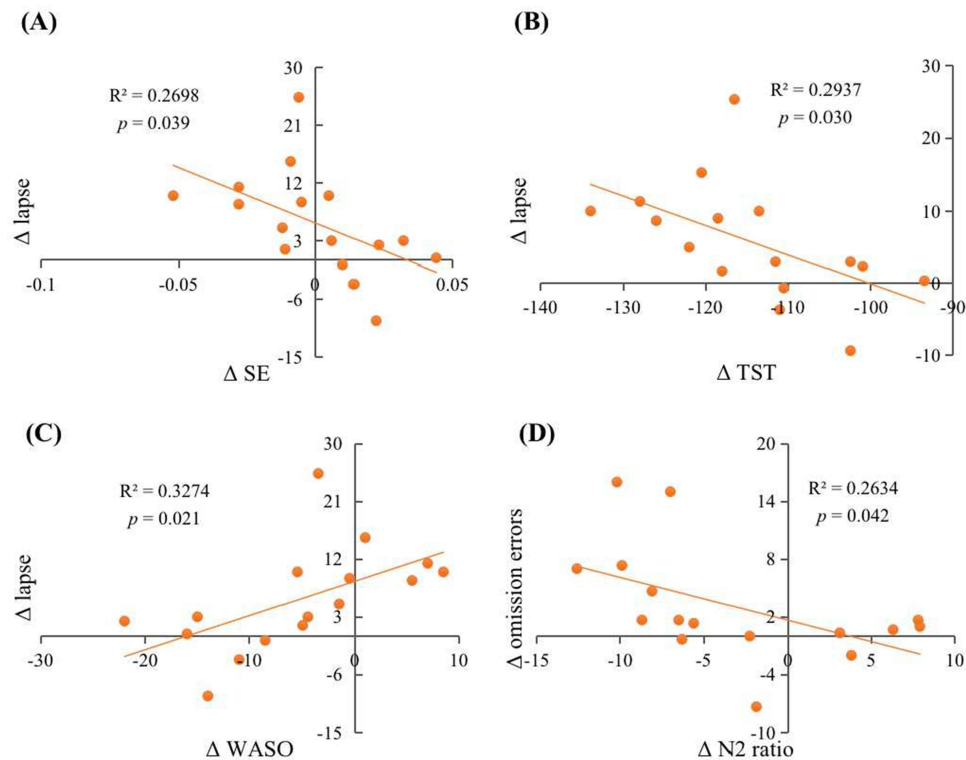 (A)
30
R² = 0.2698
p = 0.039
21
12
3
Δ lapse
-0.1
-0.05
0
0.05
-6
-15
Δ SE
(B)
30
R² = 0.2937
p = 0.030
20
10
0
Δ lapse
-140
-130
-120
-110
-100
-90
-10
Δ TST
(C)
30
R² = 0.3274
p = 0.021
21
12
3
Δ lapse
-30
-20
-10
0
10
-6
-15
Δ WASO
(D)
20
R² = 0.2634
p = 0.042
14
8
2
Δ omission errors
-15
-10
-5
0
5
10
-4
-10
Δ N2 ratio